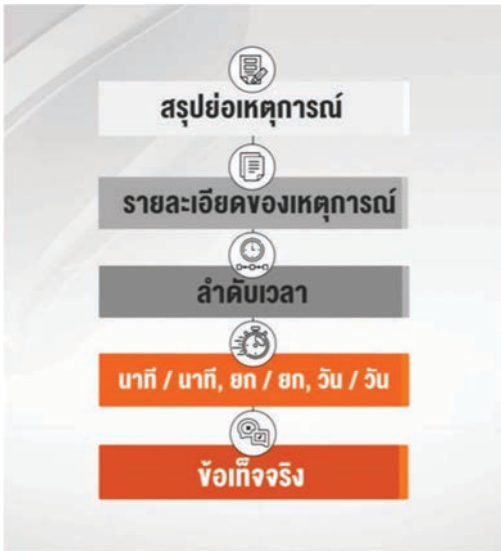 สรุปย่อเหตุการณ์
รายละเอียดของเหตุการณ์
ลำดับเวลา
นาที / นาที, ยก / ยก, วัน / วัน
ข้อเท็จจริง